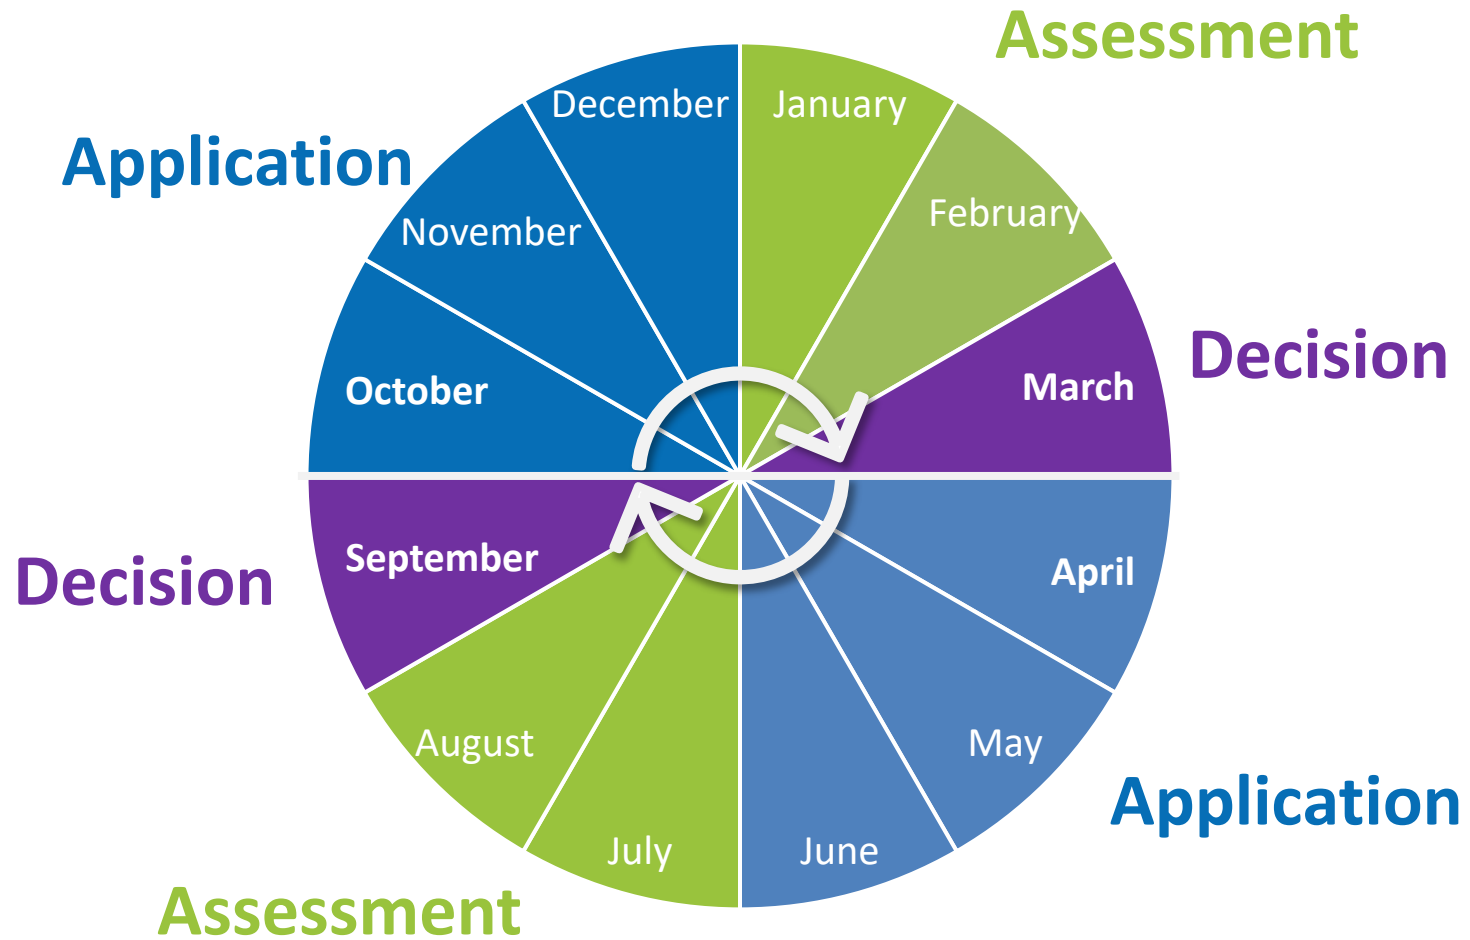 Assessment
December
January
Application
February
November
Decision
March
October
September
April
Decision
August
May
Application
July
June
Assessment